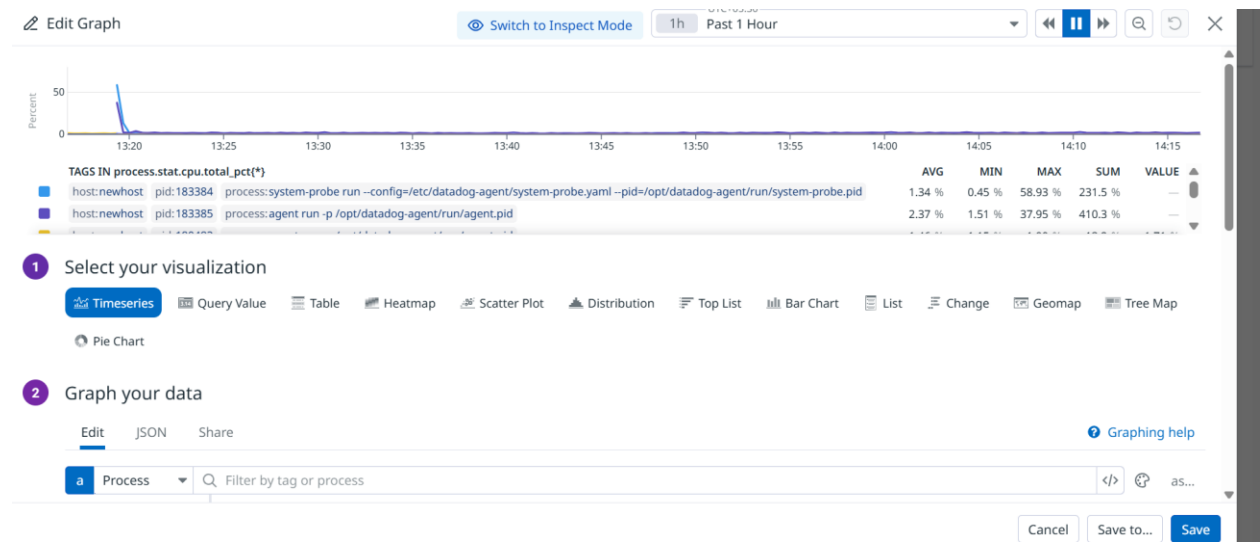 Edit Graph
Switch to Inspect Mode
1h Past 1 Hour
Percent
50
0
13:20 13:25 13:30 13:35 13:40 13:45 13:50 13:55 14:00 14:05 14:10 14:15
TAGS IN process.stat.cpu.total_pct{*} AVG MIN MAX SUM VALUE
host:newhost pid:183384 process:system-probe run --config=/etc/datadog-agent/system-probe.yaml --pid=/opt/datadog-agent/run/system-probe.pid 1.34 % 0.45 % 58.93 % 231.5 % —
host:newhost pid:183385 process:agent run -p /opt/datadog-agent/run/agent.pid 2.37 % 1.51 % 37.95 % 410.3 % —
1 Select your visualization
Timeseries Query Value Table Heatmap Scatter Plot Distribution Top List Bar Chart List Change Geomap Tree Map
Pie Chart
2 Graph your data
Edit JSON Share
Graphing help
a Process Filter by tag or process </> as...
Cancel Save to... Save